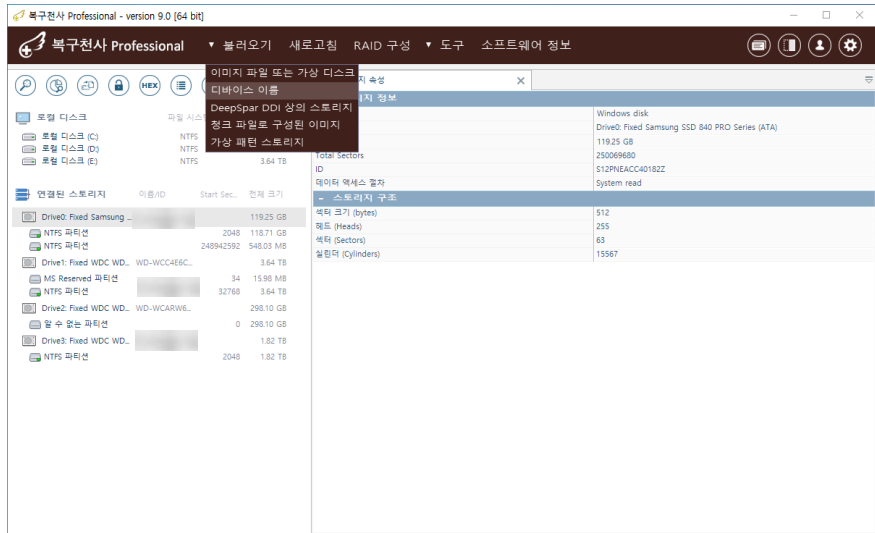 복구천사 Professional - version 9.0 [64 bit]
복구천사 Professional ▼ 불러오기 새로고침 RAID 구성 ▼ 도구 소프트웨어 정보
이미지 파일 또는 가상 디스크
디바이스 이름
DeepSpar DDI 상의 스토리지
청크 파일로 구성된 이미지
가상 패턴 스토리지
HEX
로컬 디스크 파일 시스
로컬 디스크 (C:) NTFS
로컬 디스크 (D:) NTFS
로컬 디스크 (E:) NTFS 3.64 TB
연결된 스토리지 이름/ID Start Sec... 전체 크기
Drive0: Fixed Samsung ... 119.25 GB
NTFS 파티션 2048 118.71 GB
NTFS 파티션 248942592 548.03 MB
Drive1: Fixed WDC WD... WD-WCC4E6C... 3.64 TB
MS Reserved 파티션 34 15.98 MB
NTFS 파티션 32768 3.64 TB
Drive2: Fixed WDC WD... WD-WCARW6... 298.10 GB
알 수 없는 파티션 0 298.10 GB
Drive3: Fixed WDC WD... 1.82 TB
NTFS 파티션 2048 1.82 TB
지 속성
지 정보
Windows disk
Drive0: Fixed Samsung SSD 840 PRO Series (ATA)
119.25 GB
Total Sectors 250069680
ID S12PNEACC40182Z
데이터 액세스 절차 System read
- 스토리지 구조
섹터 크기 (bytes) 512
헤드 (Heads) 255
섹터 (Sectors) 63
실린더 (Cylinders) 15567